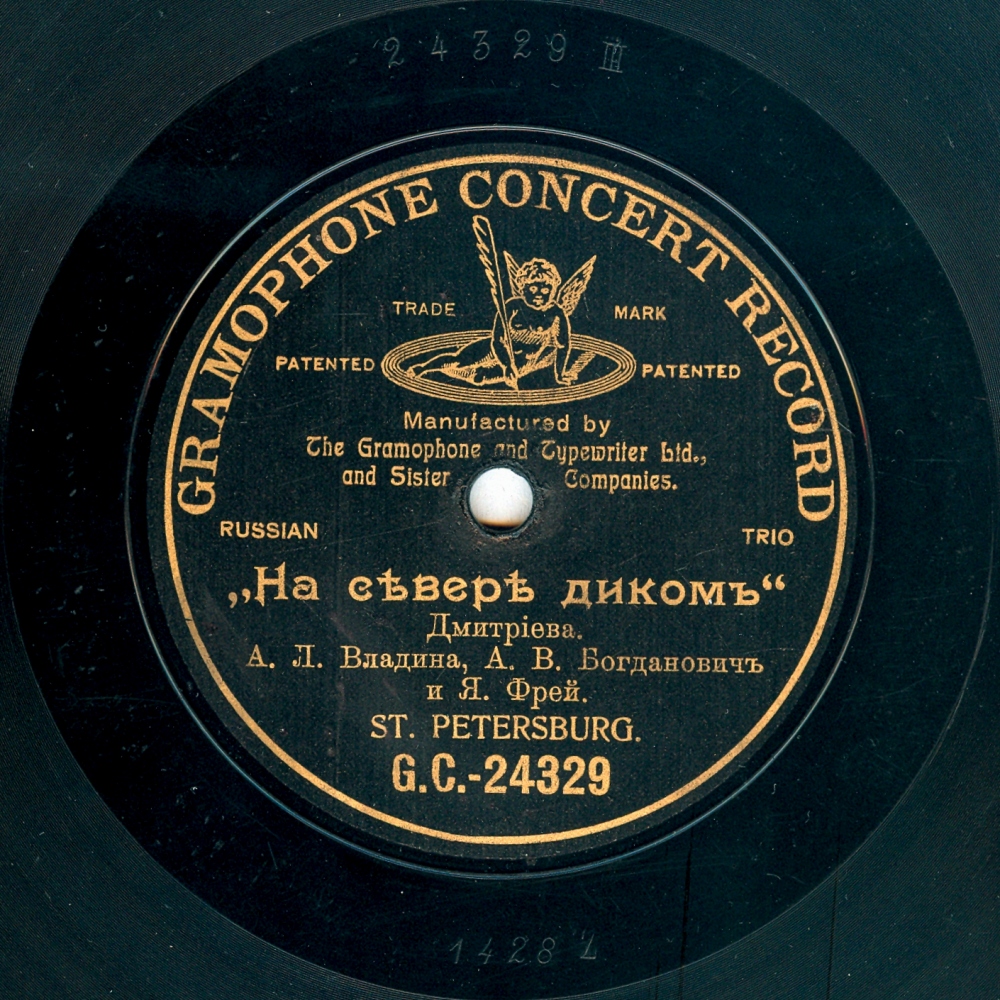 24329 III
GRAMOPHONE CONCERT RECORD
TRADE MARK
PATENTED PATENTED
Manufactured by
The Gramophone and Typewriter Ltd.,
and Sister Companies.
RUSSIAN TRIO
„На сѣверѣ дикомъ“
Дмитріева.
А. Л. Владина, А. В. Богдановичъ
и Я. Фрей.
ST. PETERSBURG.
G.C.-24329
1428 L